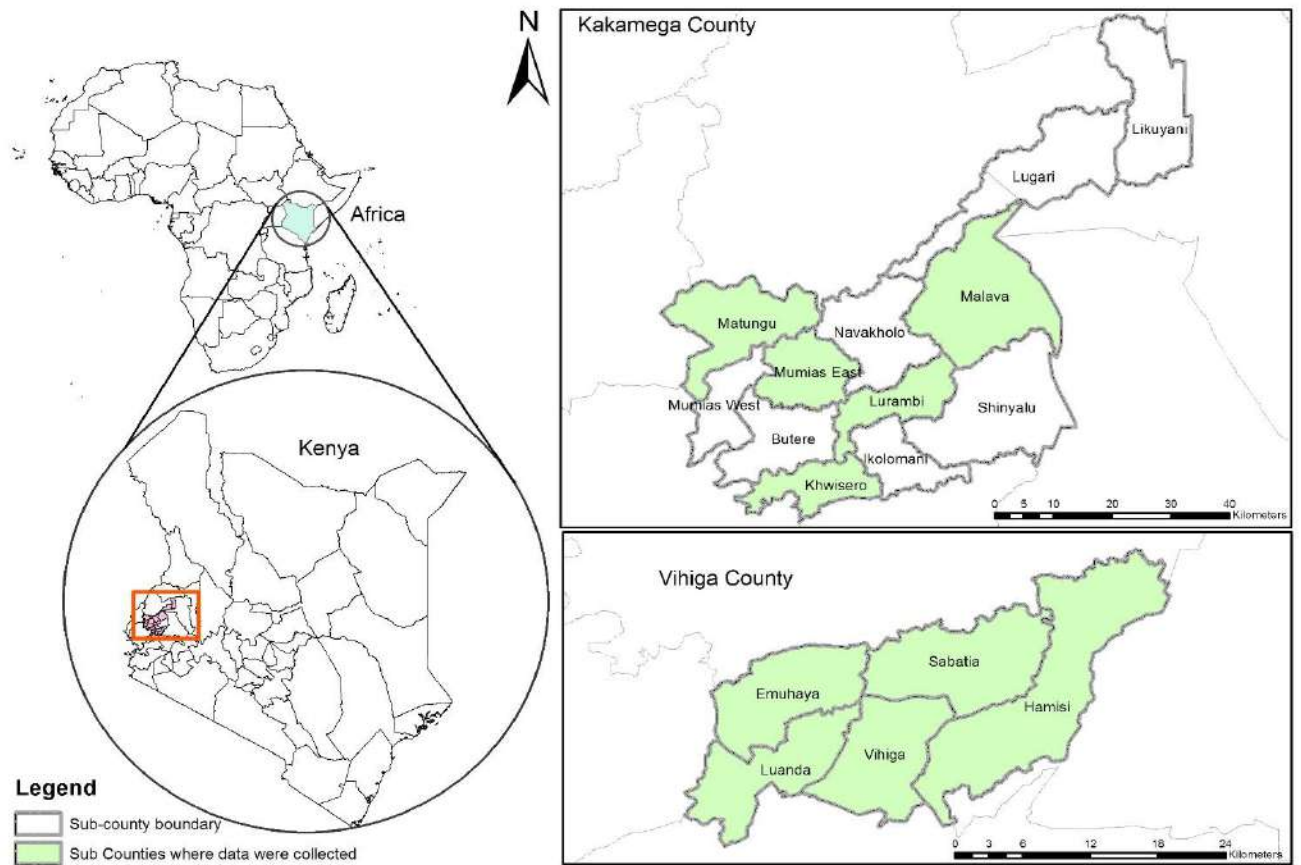 N
Africa
Kenya
Legend
Sub-county boundary
Sub Counties where data were collected
Kakamega County
Likuyani
Lugari
Malava
Matungu
Navakholo
Mumias East
Mumias West
Lurambi
Shinyalu
Butere
Ikolomani
Khwisero
0 5 10 20 30 40
Kilometers
Vihiga County
Sabatia
Emuhaya
Hamisi
Vihiga
Luanda
0 3 6 12 18 24
Kilometers